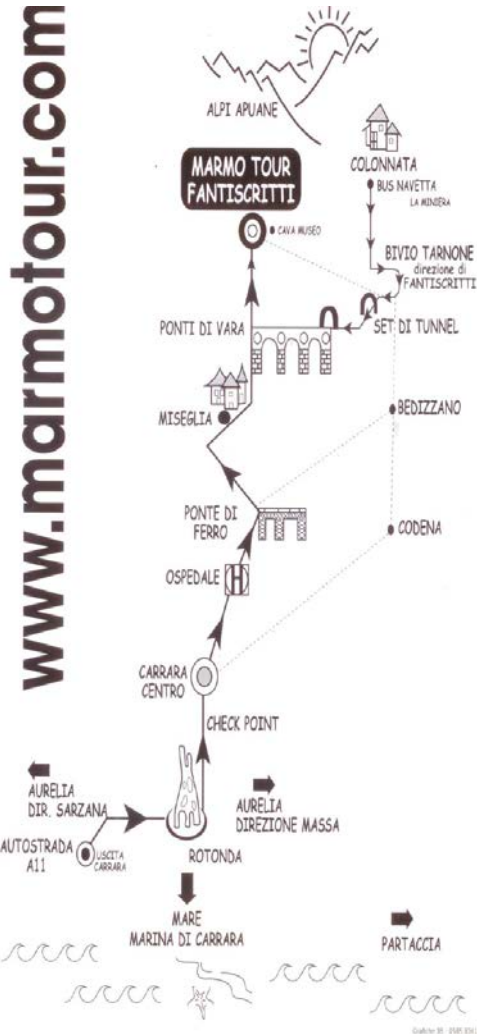 www.marmotour.com
ALPI APUANE
COLONNATA
BUS NAVETTA
LA MINIERA
MARMO TOUR
FANTISCRITTI
CAVA MUSEO
BIVIO TARNONE
direzione di
FANTISCRITTI
PONTI DI VARA
SET DI TUNNEL
MISEGLIA
BEDIZZANO
PONTE DI
FERRO
CODENA
OSPEDALE
H
CARRARA
CENTRO
CHECK POINT
AURELIA
DIR. SARZANA
AURELIA
DIREZIONE MASSA
AUTOSTRADA
A11
USCITA
CARRARA
ROTONDA
MARE
MARINA DI CARRARA
PARTACCIA